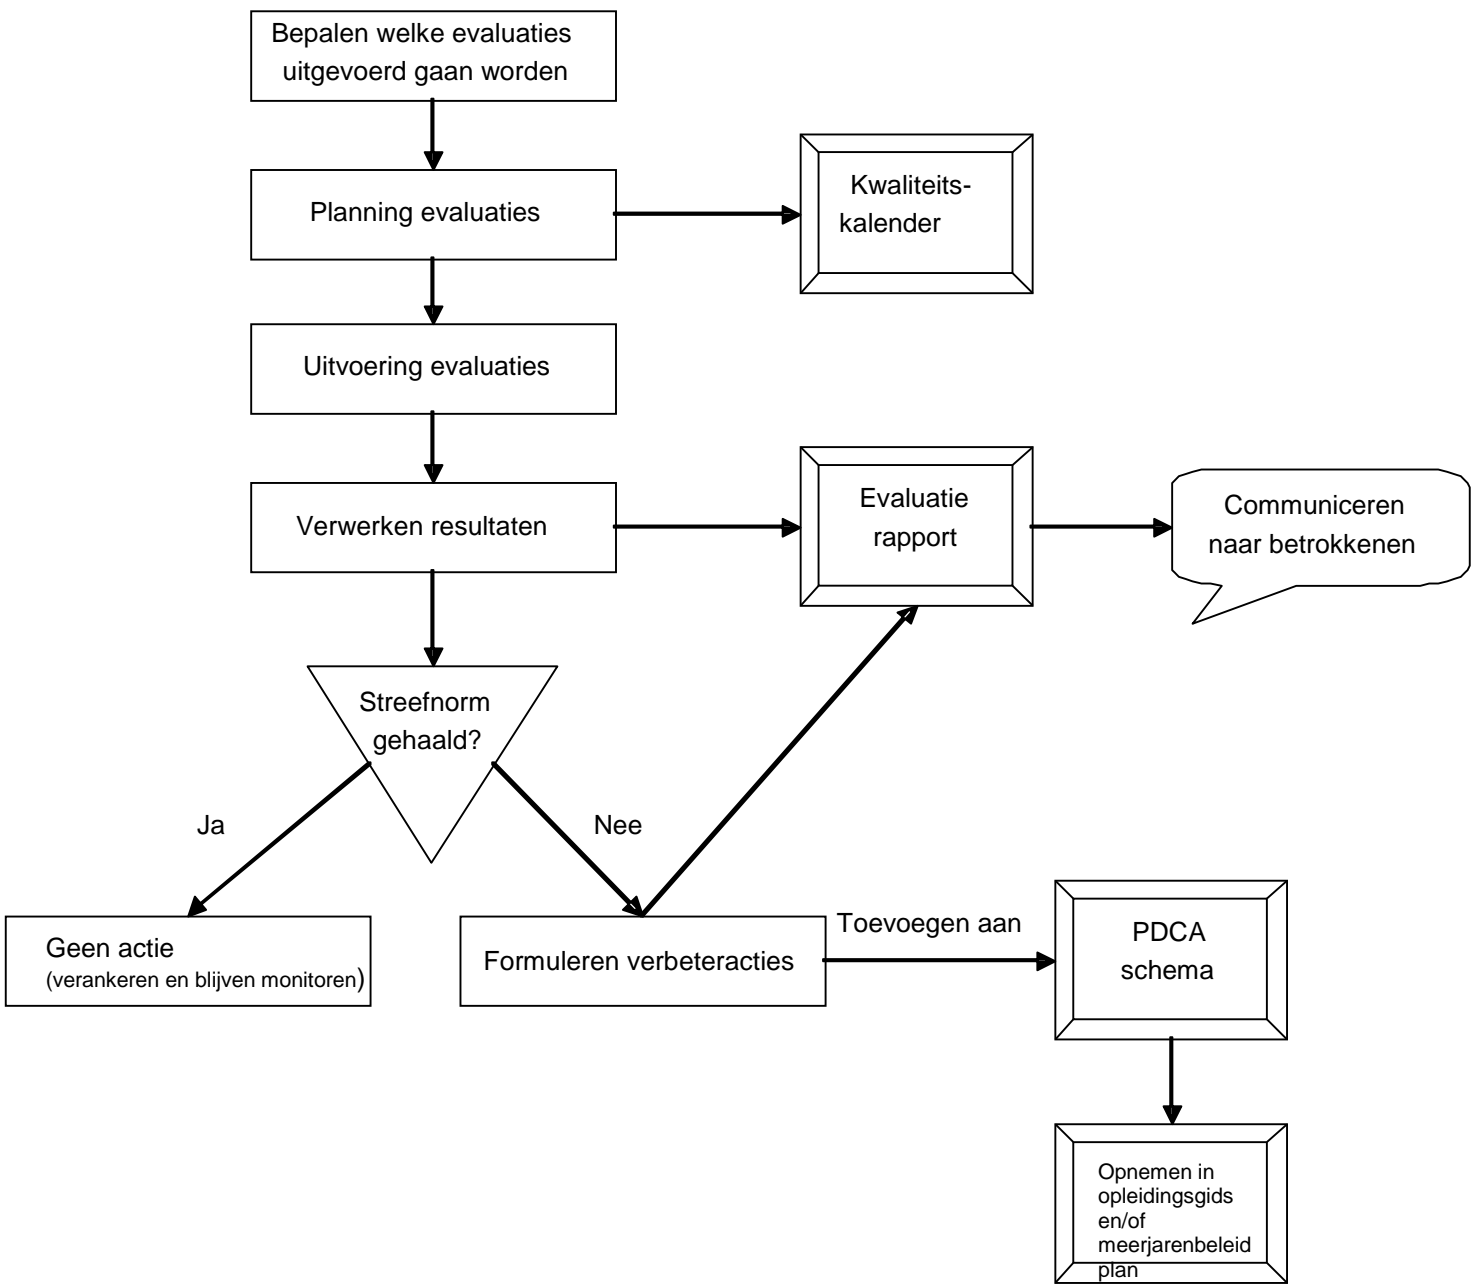 Bepalen welke evaluaties
uitgevoerd gaan worden
Planning evaluaties
Kwaliteits-
kalender
Uitvoering evaluaties
Verwerken resultaten
Evaluatie
rapport
Communiceren
naar betrokkenen
Streefnorm
gehaald?
Ja
Nee
Geen actie
(verankeren en blijven monitoren)
Formuleren verbeteracties
Toevoegen aan
PDCA
schema
Opnemen in
opleidingsgids
en/of
meerjarenbeleid
plan